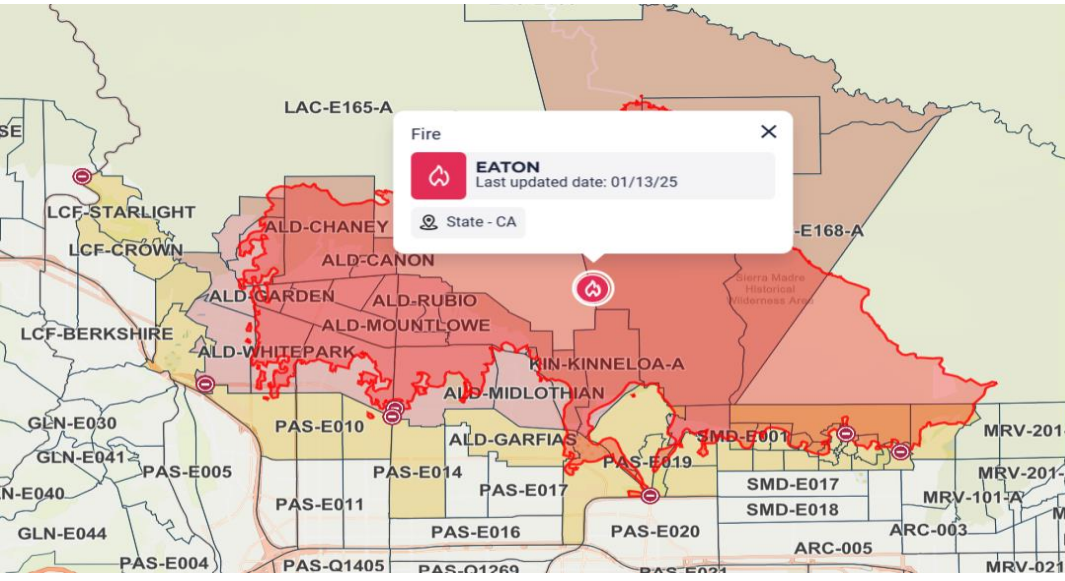 LAC-E165-A
SE
Fire
EATON
Last updated date: 01/13/25
State - CA
LCF-STARLIGHT
ALD-CHANEY
-E168-A
LCF-CROWN
ALD-CANON
Sierra Madre
Historical
Wilderness Area
ALD-GARDEN
ALD-RUBIO
LCF-BERKSHIRE
ALD-MOUNTLOWE
ALD-WHITEPARK
KIN-KINNELOA-A
ALD-MIDLOTHIAN
GLN-E030
PAS-E010
ALD-GARFIAS
SMD-E001
MRV-201-
GLN-E041
PAS-E005
PAS-E014
PAS-E019
MRV-201-
N-E040
PAS-E017
SMD-E017
MRV-101-A
PAS-E011
SMD-E018
M
GLN-E044
PAS-E016
PAS-E020
ARC-003
ARC-005
PAS-E004
PAS-Q1405
PAS-Q1269
PAS-E021
MRV-021